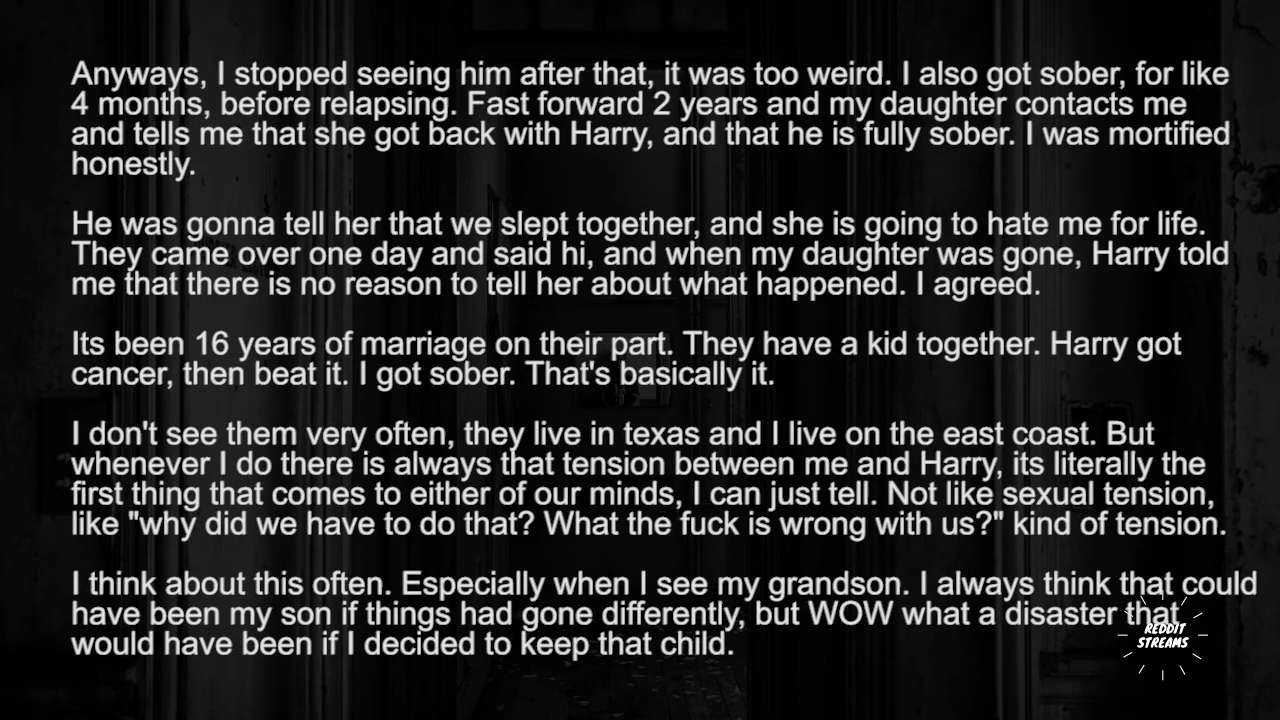 Anyways, I stopped seeing him after that, it was too weird. I also got sober, for like
4 months, before relapsing. Fast forward 2 years and my daughter contacts me
and tells me that she got back with Harry, and that he is fully sober. I was mortified
honestly.
He was gonna tell her that we slept together, and she is going to hate me for life.
They came over one day and said hi, and when my daughter was gone, Harry told
me that there is no reason to tell her about what happened. I agreed.
Its been 16 years of marriage on their part. They have a kid together. Harry got
cancer, then beat it. I got sober. That's basically it.
I don't see them very often, they live in texas and I live on the east coast. But
whenever I do there is always that tension between me and Harry, its literally the
first thing that comes to either of our minds, I can just tell. Not like sexual tension,
like "why did we have to do that? What the fuck is wrong with us?" kind of tension.
I think about this often. Especially when I see my grandson. I always think that could
have been my son if things had gone differently, but WOW what a disaster that
would have been if I decided to keep that child.
REDDIT
STREAMS